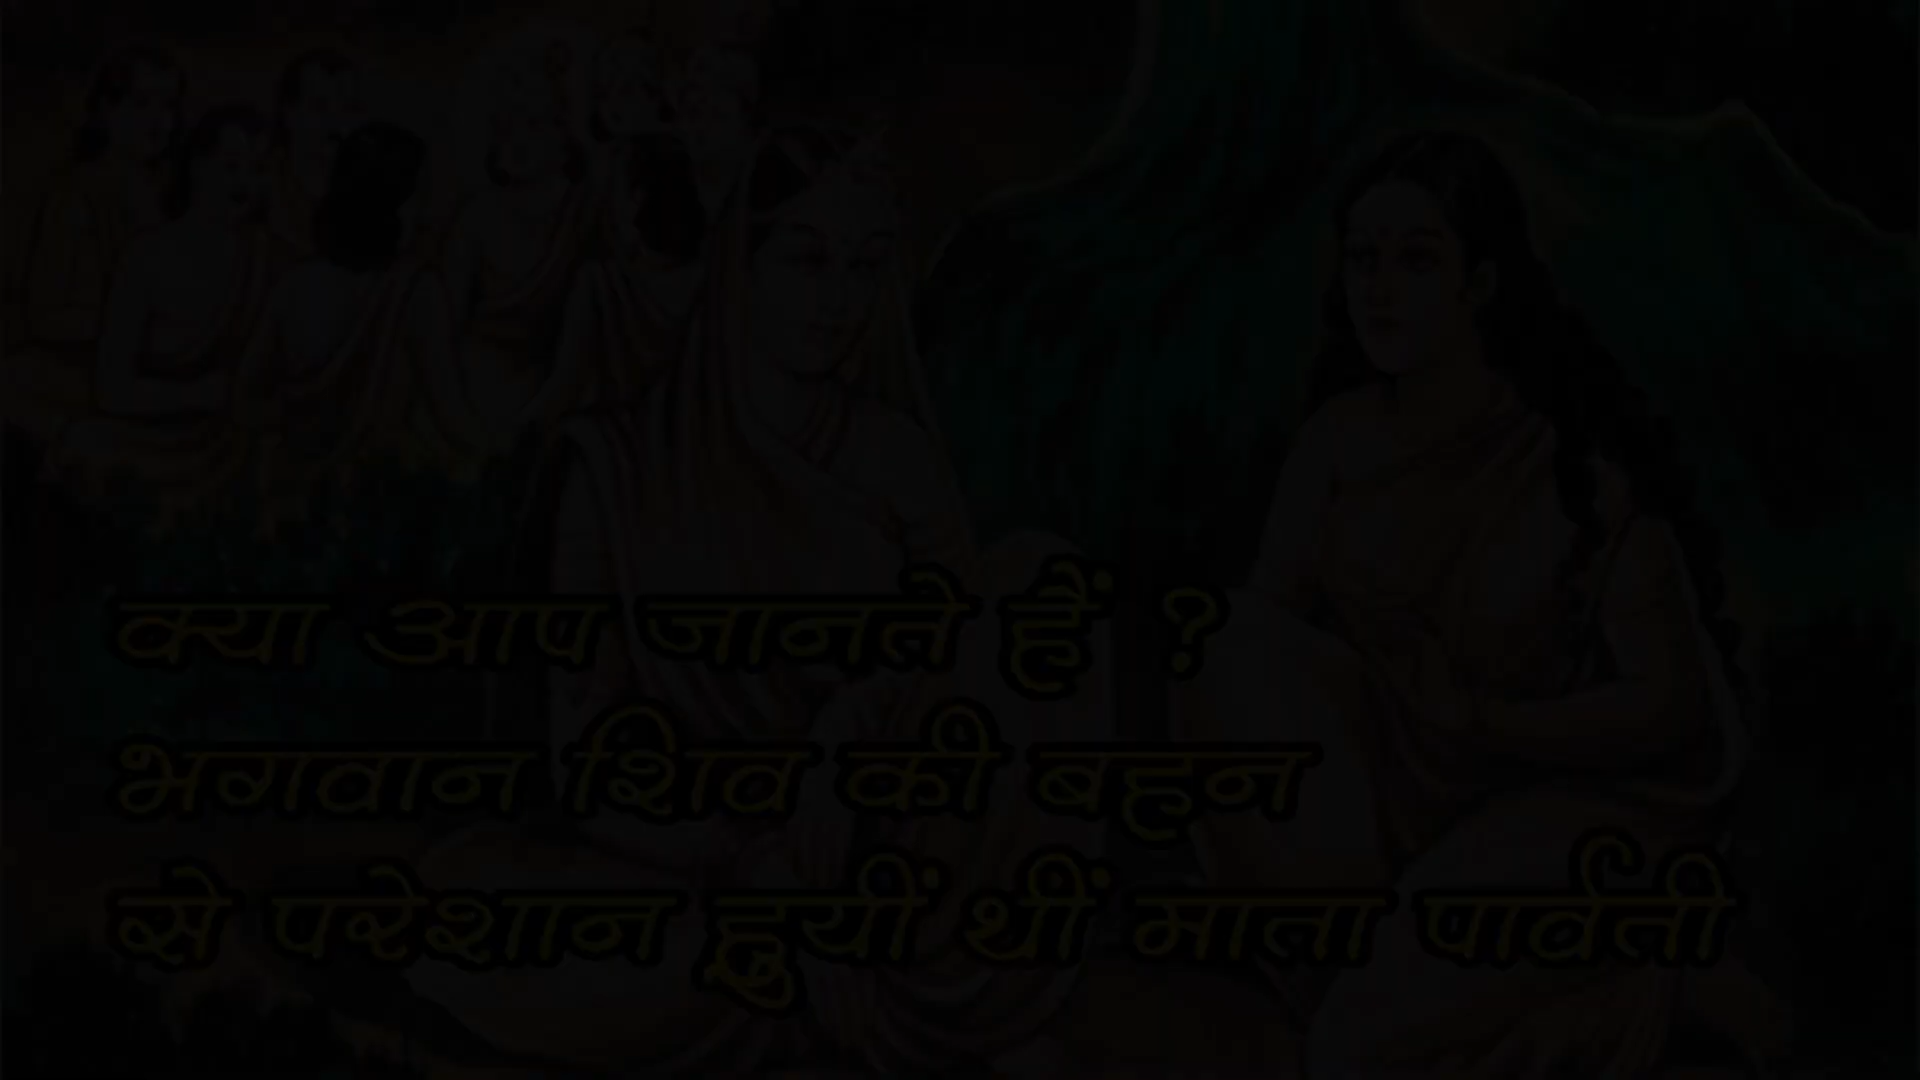 क्या आप जानते हैं ?
भगवान शिव की बहन
से परेशान हुयीं थीं माता पार्वती